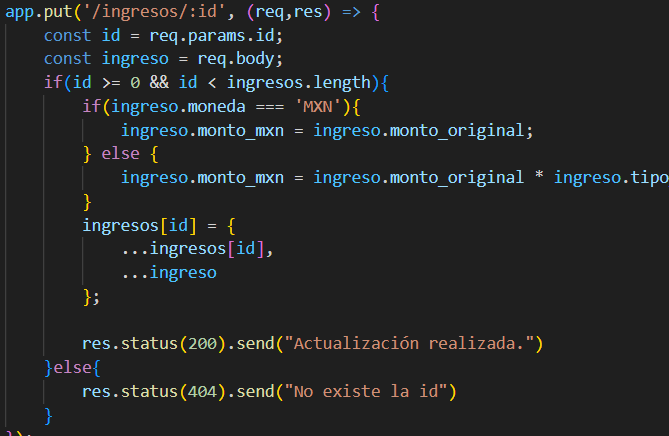 app.put('/ingresos/:id', (req,res) => {
    const id = req.params.id;
    const ingreso = req.body;
    if(id >= 0 && id < ingresos.length){
        if(ingreso.moneda === 'MXN'){
            ingreso.monto_mxn = ingreso.monto_original;
        } else {
            ingreso.monto_mxn = ingreso.monto_original * ingreso.tipo
        }
        ingresos[id] = {
            ...ingresos[id],
            ...ingreso
        };
        res.status(200).send("Actualización realizada.")
    }else{
        res.status(404).send("No existe la id")
    }
});